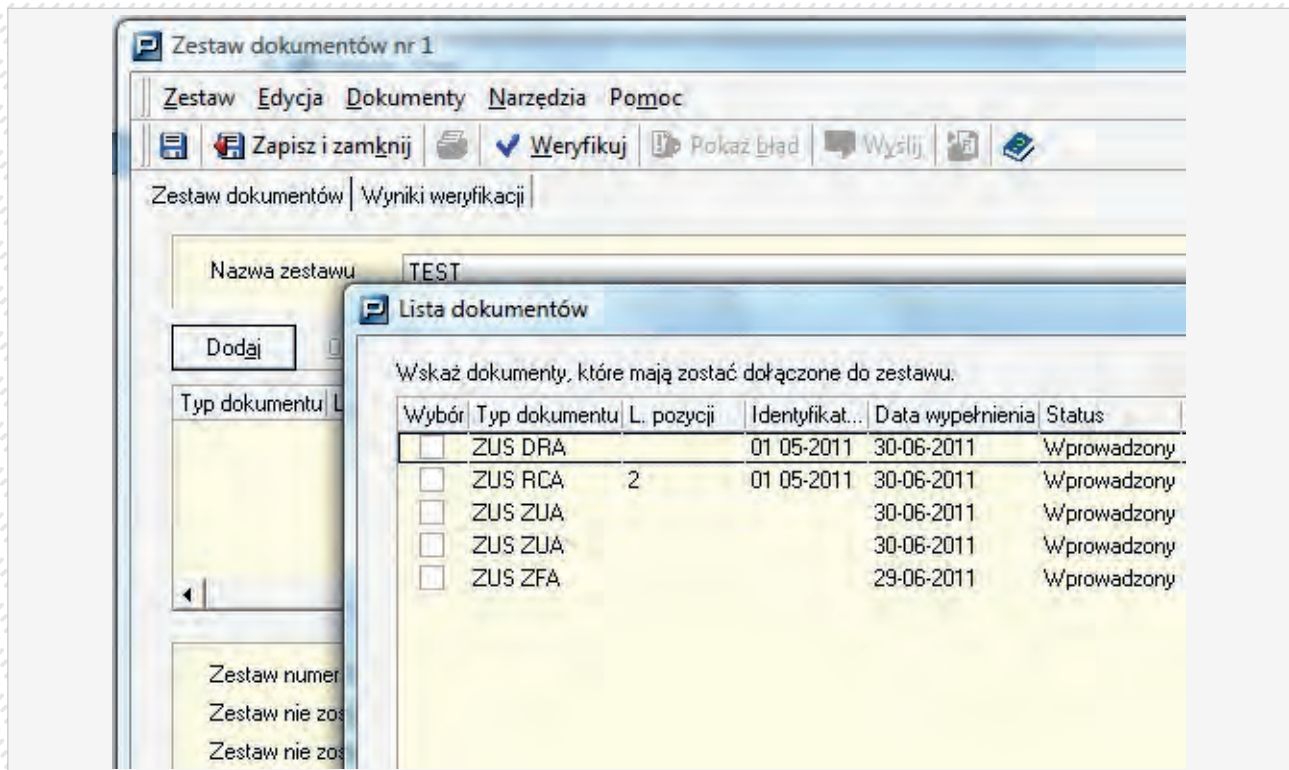 Zestaw dokumentów nr 1
Zestaw Edycja Dokumenty Narzędzia Pomoc
Zapisz i zamknij Weryfikuj Pokaż błąd Wyślij
Zestaw dokumentów Wyniki weryfikacji
Nazwa zestawu TEST
Lista dokumentów
Dodaj
Wskaż dokumenty, które mają zostać dołączone do zestawu.
Typ dokumentu L
Wybór Typ dokumentu L. pozycji Identyfikat... Data wypełnienia Status
ZUS DRA 01 05-2011 30-06-2011 Wprowadzony
ZUS RCA 2 01 05-2011 30-06-2011 Wprowadzony
ZUS ZUA 30-06-2011 Wprowadzony
ZUS ZUA 30-06-2011 Wprowadzony
ZUS ZFA 29-06-2011 Wprowadzony
Zestaw numer
Zestaw nie zos
Zestaw nie zos